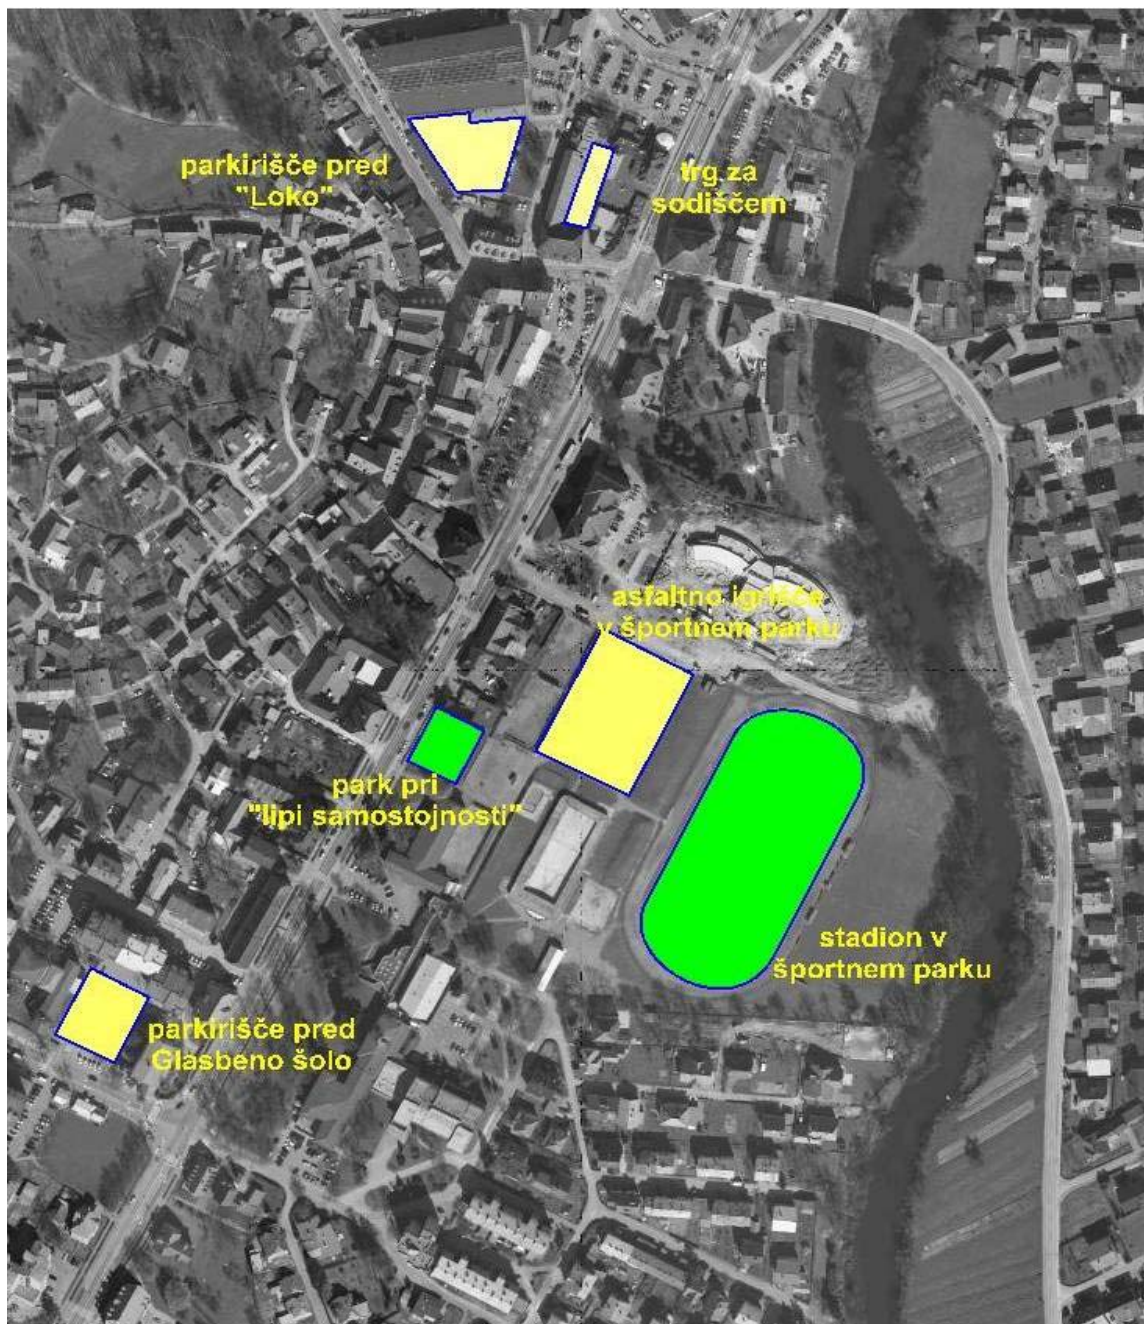 parkirišče pred
"Loko"
trg za
sodiščem
asfaltno igrišče
v športnem parku
park pri
"lipi samostojnosti"
stadion v
športnem parku
parkirišče pred
Glasbeno šolo